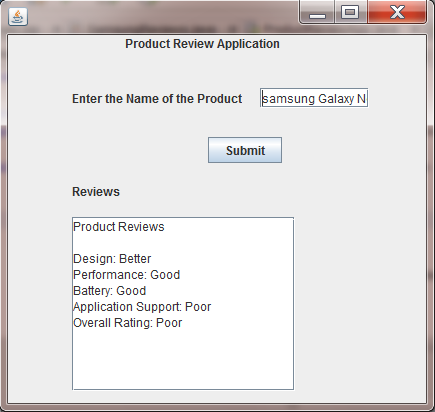 Product Review Application
Enter the Name of the Product samsung Galaxy N
Submit
Reviews
Product Reviews
Design: Better
Performance: Good
Battery: Good
Application Support: Poor
Overall Rating: Poor